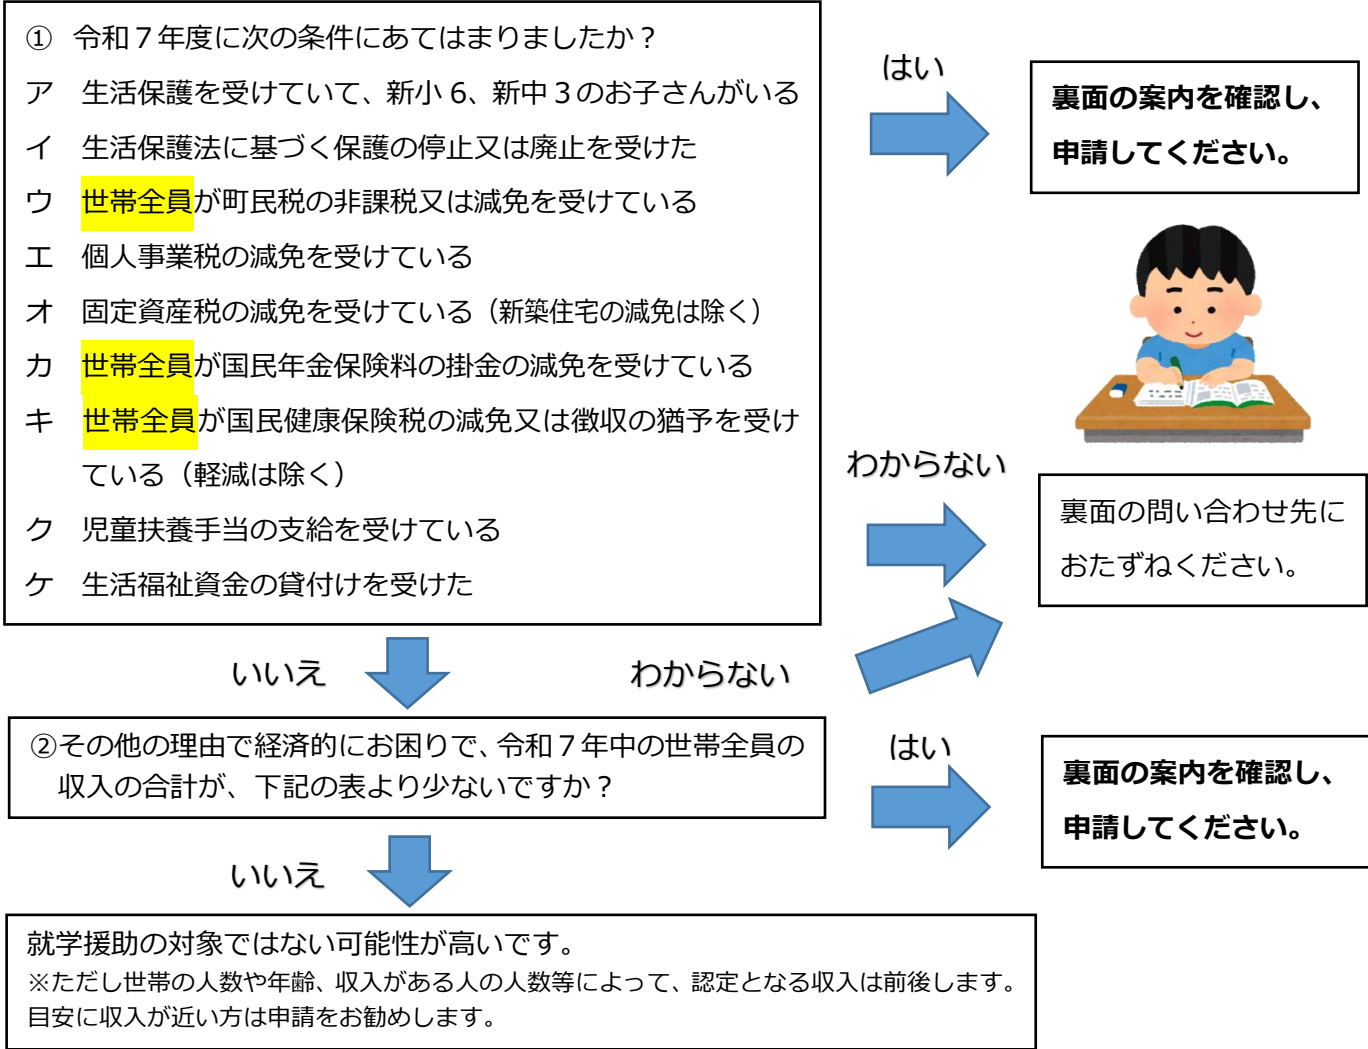 ① 令和７年度に次の条件にあてはまりましたか？
ア 生活保護を受けていて、新小６、新中３のお子さんがいる
イ 生活保護法に基づく保護の停止又は廃止を受けた
ウ 世帯全員が町民税の非課税又は減免を受けている
エ 個人事業税の減免を受けている
オ 固定資産税の減免を受けている（新築住宅の減免は除く）
カ 世帯全員が国民年金保険料の掛金の減免を受けている
キ 世帯全員が国民健康保険税の減免又は徴収の猶予を受け
ている（軽減は除く）
ク 児童扶養手当の支給を受けている
ケ 生活福祉資金の貸付けを受けた
はい
裏面の案内を確認し、
申請してください。
わからない
裏面の問い合わせ先に
おたずねください。
いいえ
わからない
②その他の理由で経済的にお困りで、令和７年中の世帯全員の
収入の合計が、下記の表より少ないですか？
はい
裏面の案内を確認し、
申請してください。
いいえ
就学援助の対象ではない可能性が高いです。
※ただし世帯の人数や年齢、収入がある人の人数等によって、認定となる収入は前後します。
目安に収入が近い方は申請をお勧めします。